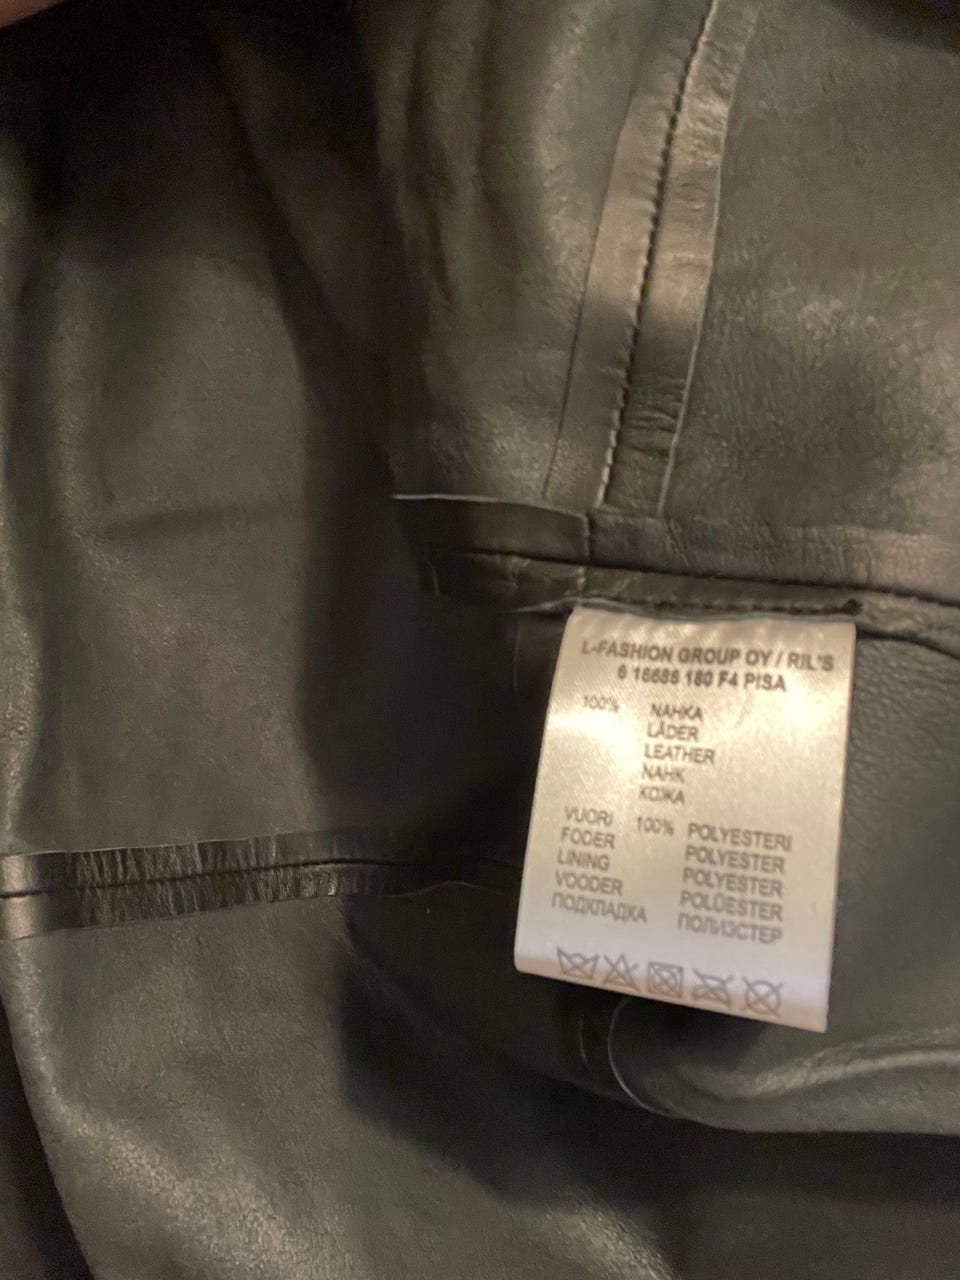 L-FASHION GROUP OY / RIL'S
6 16686 180 F4 PISA
100% NAHKA
LÄDER
LEATHER
NAHK
КОЖА
VUORI 100% POLYESTERI
FODER POLYESTER
LINING POLYESTER
VOODER POLÜESTER
ПОДКЛАДКА ПОЛИЭСТЕР